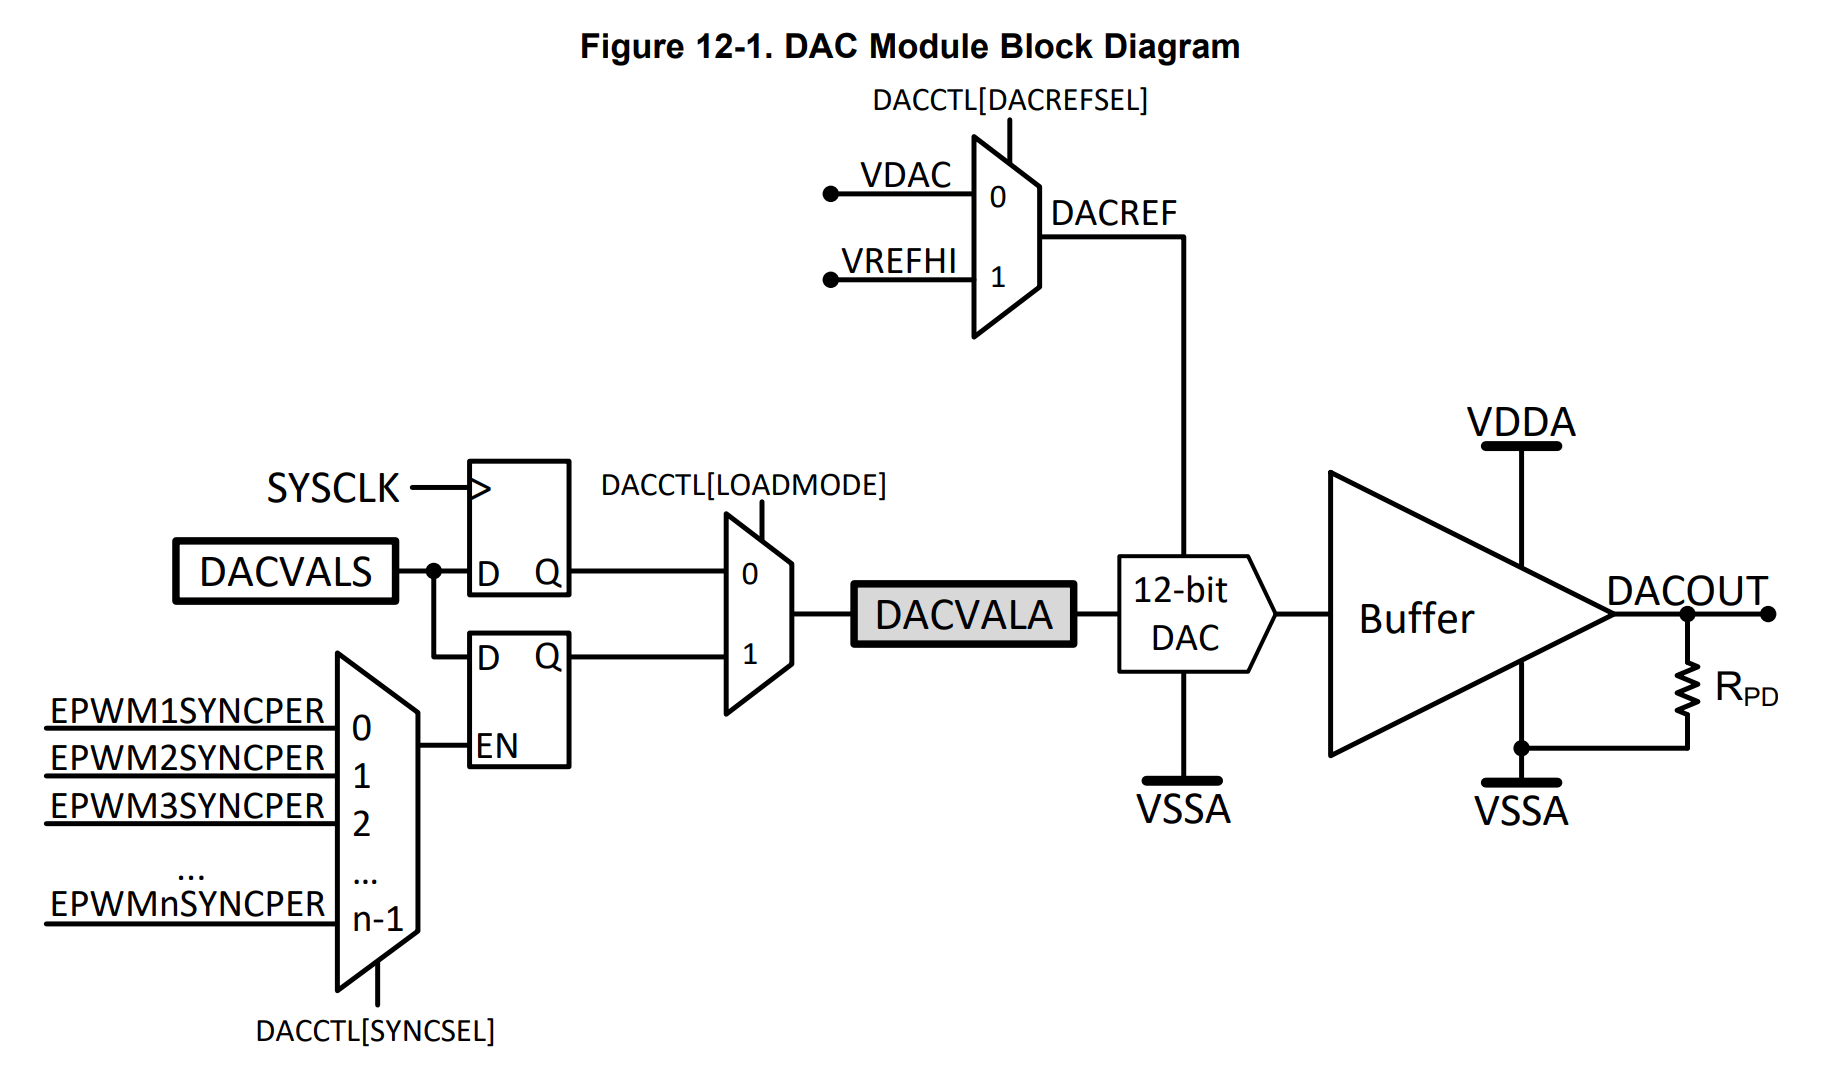 Figure 12-1. DAC Module Block Diagram
DACCTL[DACREFSEL]
VDAC
0
DACREF
VREFHI
1
VDDA
SYSCLK
>
DACCTL[LOADMODE]
DACVALS
D
Q
0
12-bit
DAC
DACOUT
DACVALA
Buffer
D
Q
1
RPD
EPWM1SYNCPER
0
EN
EPWM2SYNCPER
1
EPWM3SYNCPER
2
VSSA
VSSA
...
...
EPWMnSYNCPER
n-1
DACCTL[SYNCSEL]